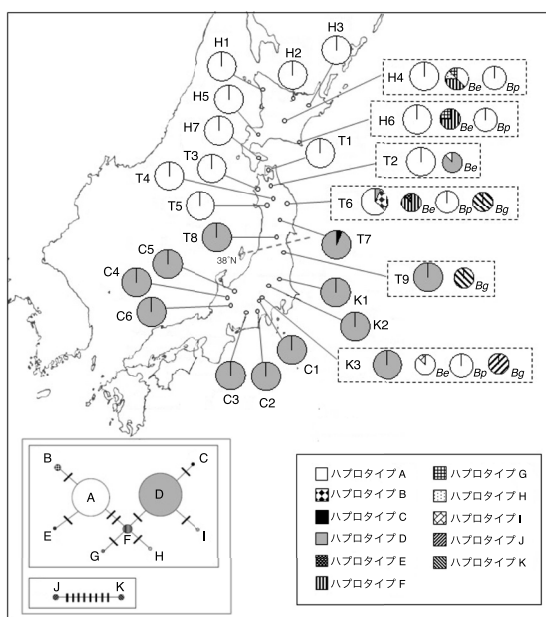 H3
H1
H2
H4
Be
Bp
H5
H6
Be
Bp
H7
T1
T3
T2
Be
T4
T6
Be
Bp
Bg
T5
T8
T7
38°N
C5
T9
Bg
C4
K1
C6
K2
K3
Be
Bp
Bg
C1
C3
C2
B
C
A
D
E
F
I
G
H
J
K
ハプロタイプ A
ハプロタイプ B
ハプロタイプ C
ハプロタイプ D
ハプロタイプ E
ハプロタイプ F
ハプロタイプ G
ハプロタイプ H
ハプロタイプ I
ハプロタイプ J
ハプロタイプ K